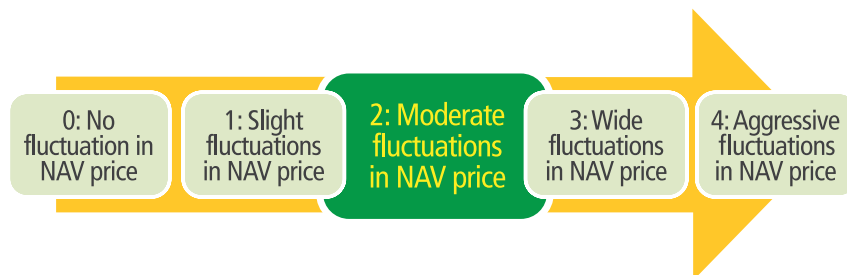 0: No
fluctuation in
NAV price
1: Slight
fluctuations
in NAV price
2: Moderate
fluctuations
in NAV price
3: Wide
fluctuations
in NAV price
4: Aggressive
fluctuations
in NAV price